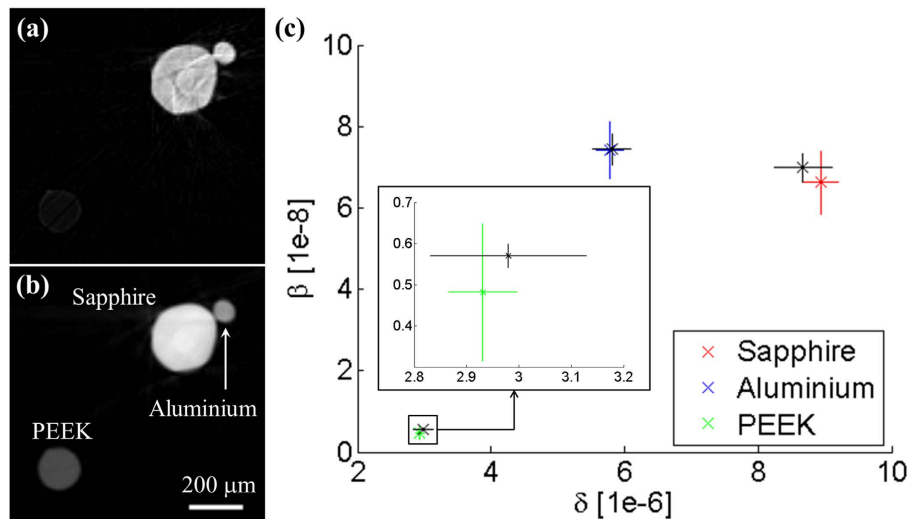 (a)
(b)
Sapphire
Aluminium
PEEK
200 μm
(c)
10
8
6
4
2
0
β [1e-8]
2
4
6
8
10
δ [1e-6]
0.7
0.6
0.5
0.4
2.8
2.9
3
3.1
3.2
Sapphire
Aluminium
PEEK